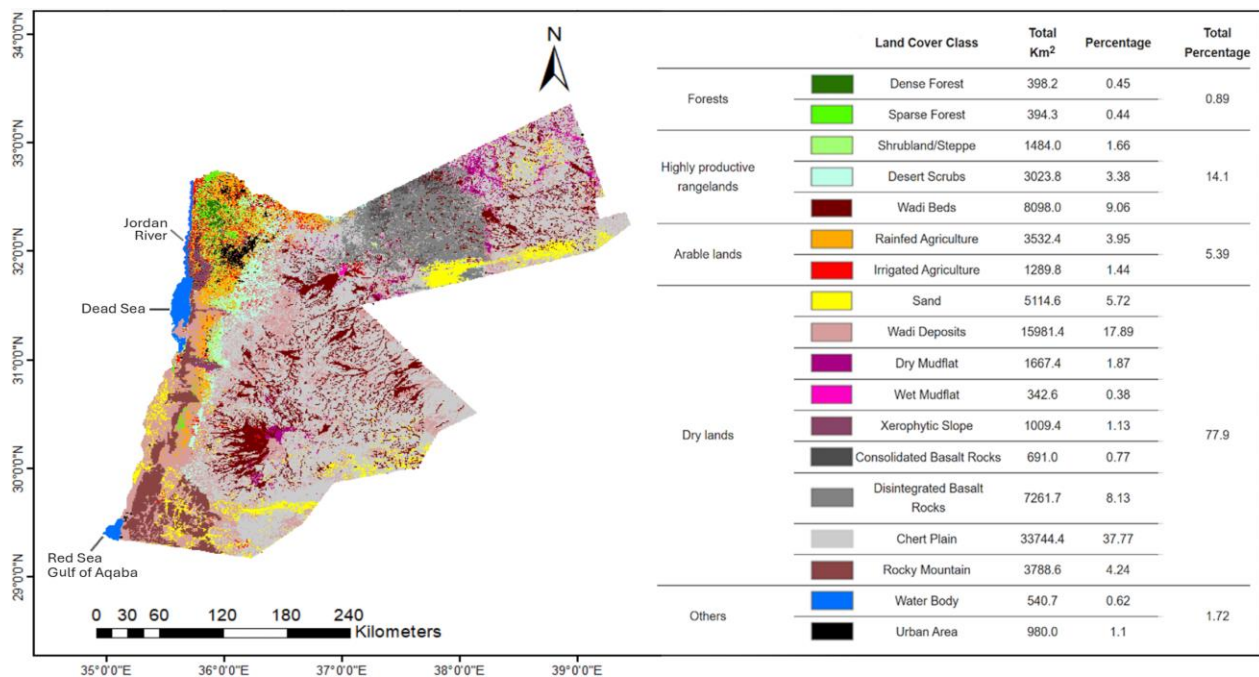 N
34°0'0"N
33°0'0"N
32°0'0"N
31°0'0"N
30°0'0"N
29°0'0"N
Jordan
River
Dead Sea
Red Sea
Gulf of Aqaba
0 15 30 60 120 180 240
Kilometers
35°0'0"E 36°0'0"E 37°0'0"E 38°0'0"E 39°0'0"E
Land Cover Class Total Km² Percentage Total Percentage
Forests
Dense Forest 398.2 0.45
0.89
Sparse Forest 394.3 0.44
Shrubland/Steppe 1484.0 1.66
Highly productive rangelands
Desert Scrubs 3023.8 3.38
14.1
Wadi Beds 8098.0 9.06
Arable lands
Rainfed Agriculture 3532.4 3.95
5.39
Irrigated Agriculture 1289.8 1.44
Sand 5114.6 5.72
Wadi Deposits 15981.4 17.89
Dry Mudflat 1667.4 1.87
Wet Mudflat 342.6 0.38
Dry lands
Xerophytic Slope 1009.4 1.13
77.9
Consolidated Basalt Rocks 691.0 0.77
Disintegrated Basalt Rocks 7261.7 8.13
Chert Plain 33744.4 37.77
Rocky Mountain 3788.6 4.24
Others
Water Body 540.7 0.62
1.72
Urban Area 980.0 1.1